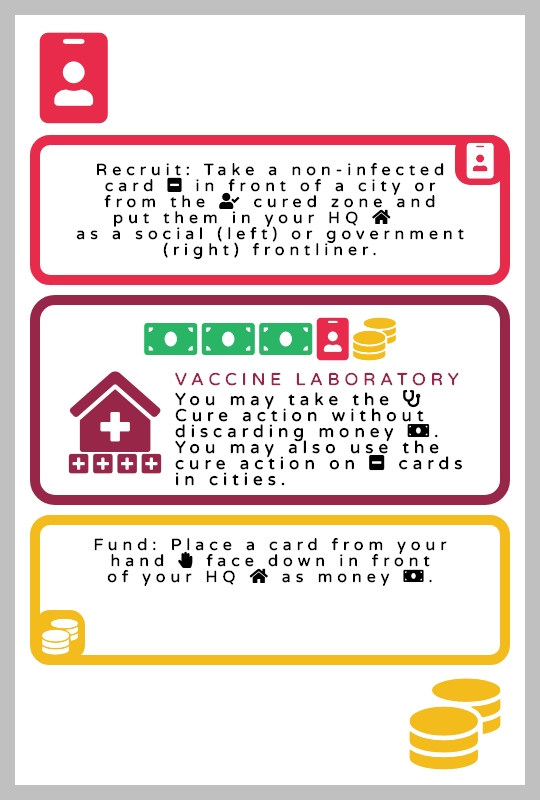 Recruit: Take a non-infected
card in front of a city or
from the cured zone and
put them in your HQ
as a social (left) or government
(right) frontliner.
VACCINE LABORATORY
You may take the
Cure action without
discarding money .
You may also use the
cure action on cards
in cities.
Fund: Place a card from your
hand face down in front
of your HQ as money .